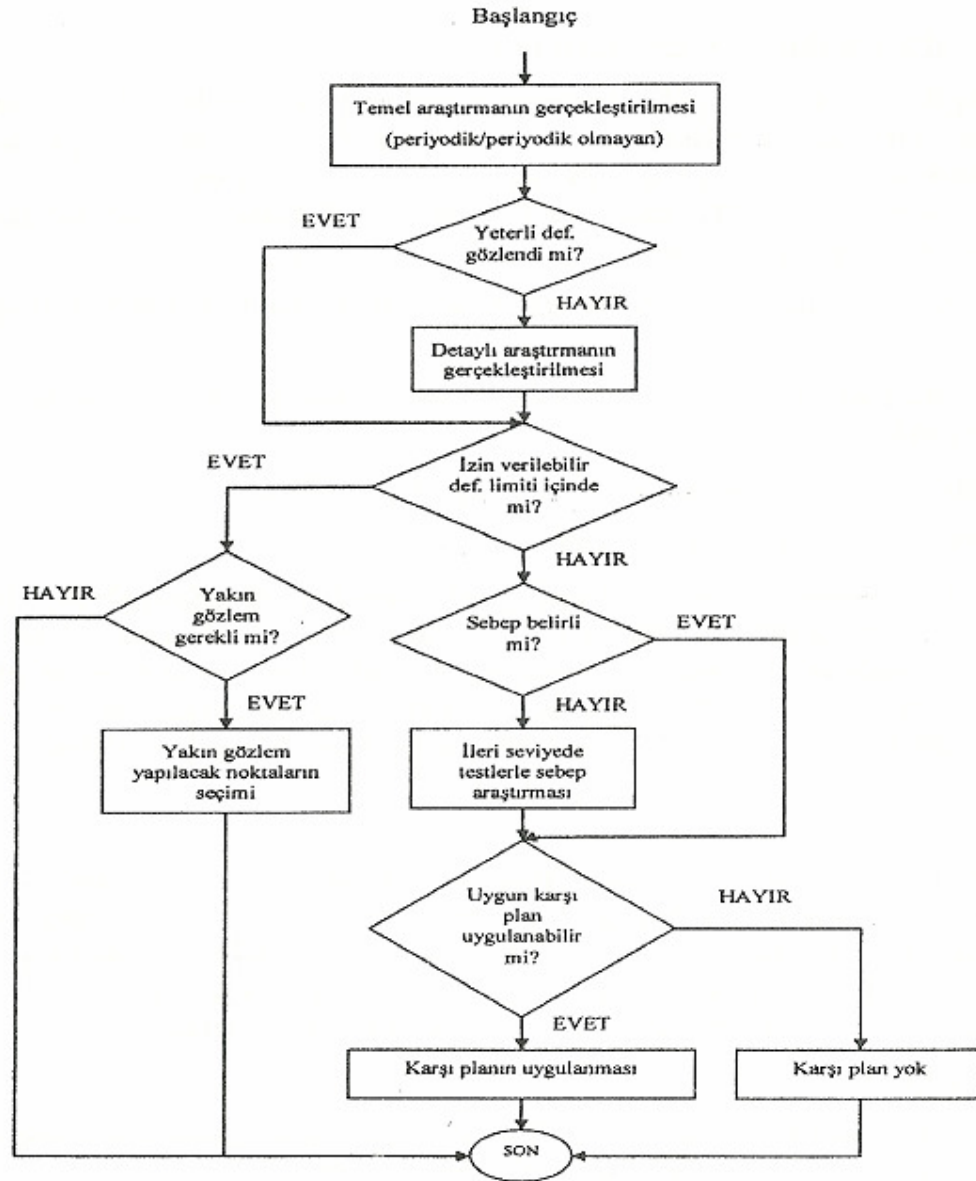 Başlangıç
Temel araştırmanın gerçekleştirilmesi
(periyodik/periyodik olmayan)
EVET
Yeterli def.
gözlendi mi?
HAYIR
Detaylı araştırmanın
gerçekleştirilmesi
EVET
İzin verilebilir
def. limiti içinde
mi?
HAYIR
HAYIR
Yakın
gözlem
gerekli mi?
Sebep belirli
mi?
EVET
EVET
HAYIR
Yakın gözlem
yapılacak noktaların
seçimi
İleri seviyede
testlerle sebep
araştırması
Uygun karşı
plan
uygulanabilir
mi?
HAYIR
EVET
Karşı planın uygulanması
Karşı plan yok
SON